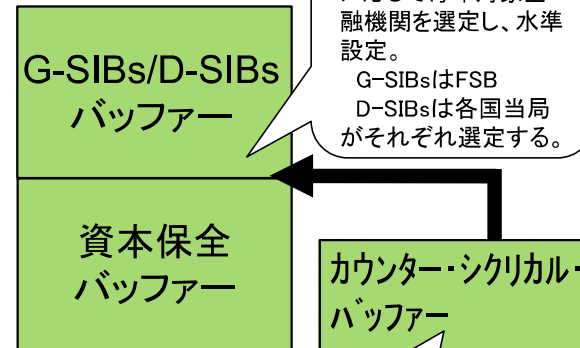 融機関を選定し、水準
設定。
G-SIBsはFSB
D-SIBsは各国当局
がそれぞれ選定する。
G-SIBs/D-SIBs
バッファー
資本保全
バッファー
カウンター・シクリカル・
バッファー